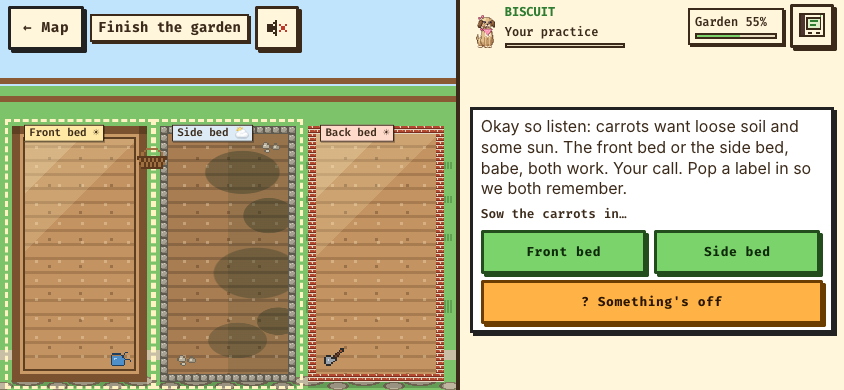 ← Map
Finish the garden
BISCUIT
Your practice
Garden 55%
Front bed ☀
Side bed ⛅
Back bed ☀
Okay so listen: carrots want loose soil and
some sun. The front bed or the side bed,
babe, both work. Your call. Pop a label in so
we both remember.
Sow the carrots in…
Front bed
Side bed
? Something's off